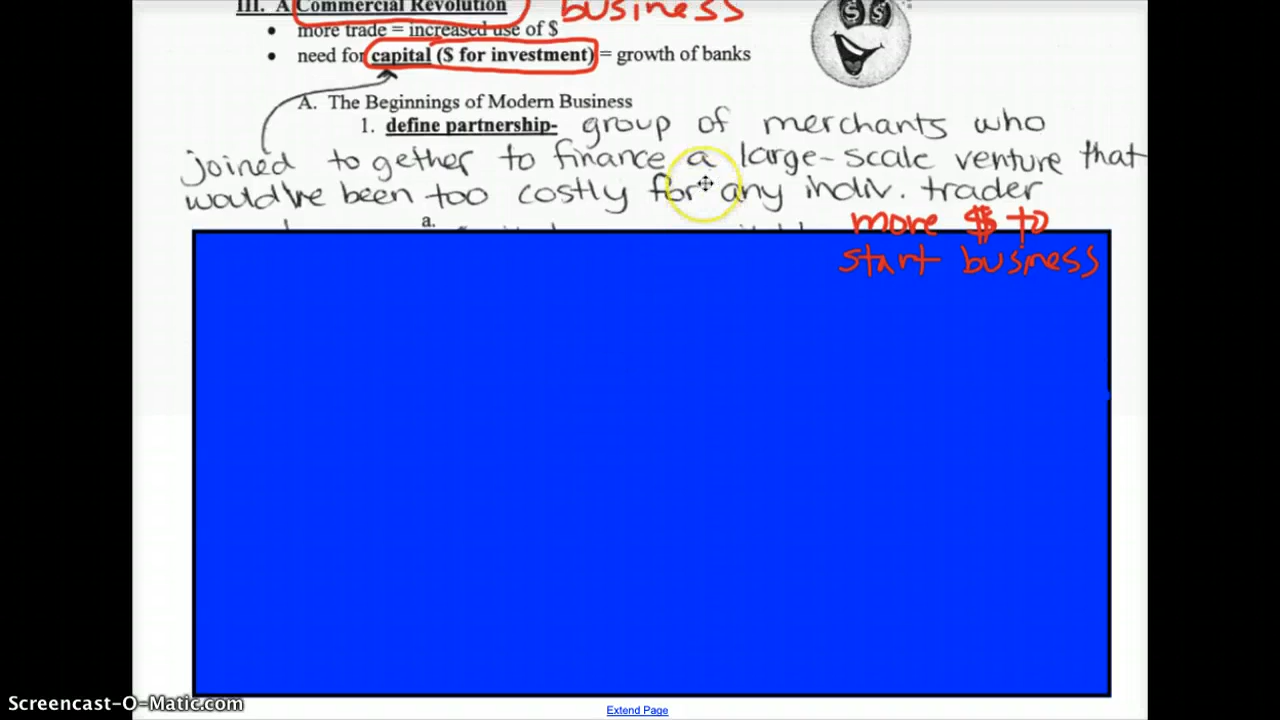 III. A Commercial Revolution business
• more trade = increased use of $
• need for capital ($ for investment) = growth of banks
$ $
A. The Beginnings of Modern Business
1. define partnership- group of merchants who
joined to gether to finance a large-scale venture that
would've been too costly for any indiv. trader
a.
more $ to
start business
Screencast-O-Matic.com
Extend Page